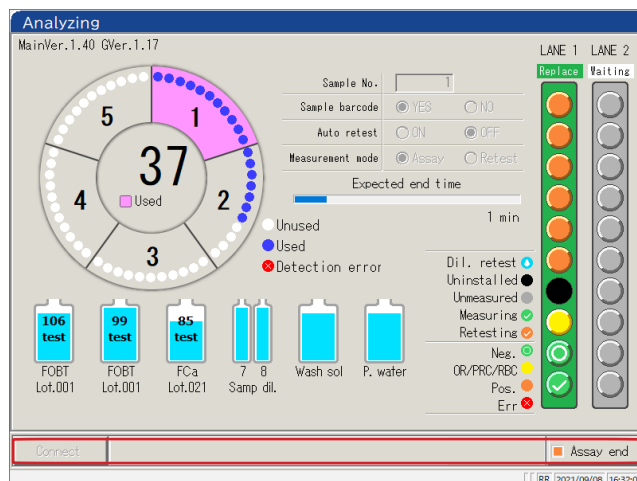 Analyzing
MainVer.1.40 GVer.1.17
LANE 1 LANE 2
Replace Waiting
Sample No. 1
Sample barcode YES NO
Auto retest ON OFF
Measurement mode Assay Retest
Expected end time
1 min
5 1
37
Used
4 2
3
Unused
Used
Detection error
Dil. retest
Uninstalled
Unmeasured
Measuring
Retesting
Neg.
OR/PRC/RBC
Pos.
Err
106 test
99 test
85 test
FOBT Lot.001
FOBT Lot.001
FCa Lot.021
7 8
Samp dil.
Wash sol
P. water
Connect
Assay end
RR 2021/09/08